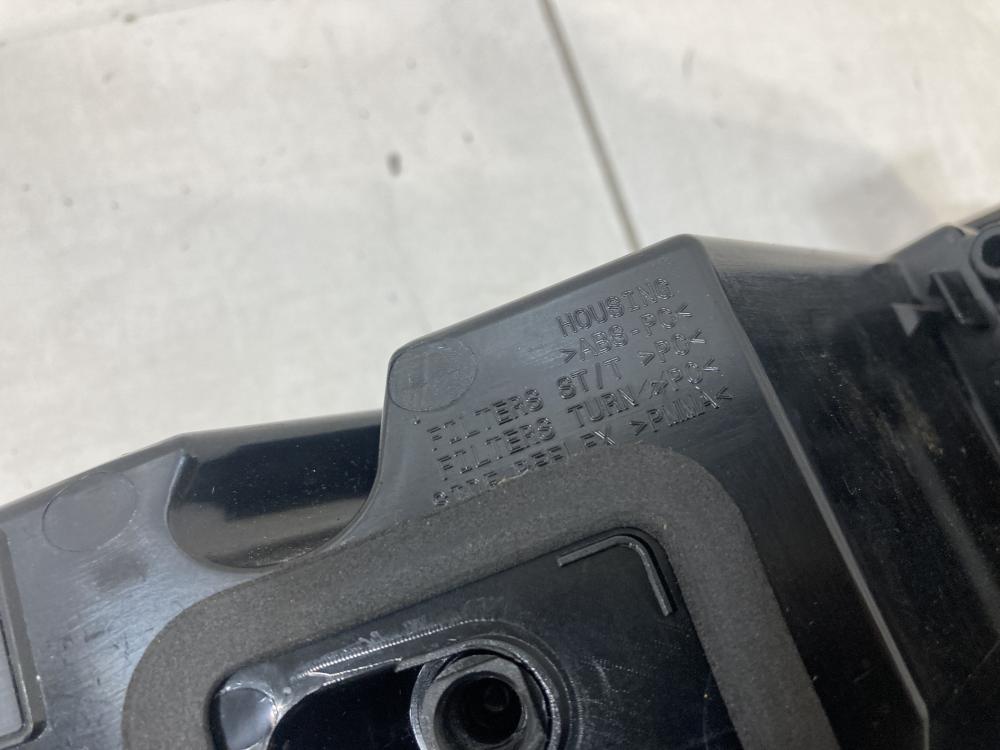 HOUSING
>ABS-PC<
FILTERS ST/T >PC<
FILTERS TURN/ >PC<
REFLEX >PMMA<